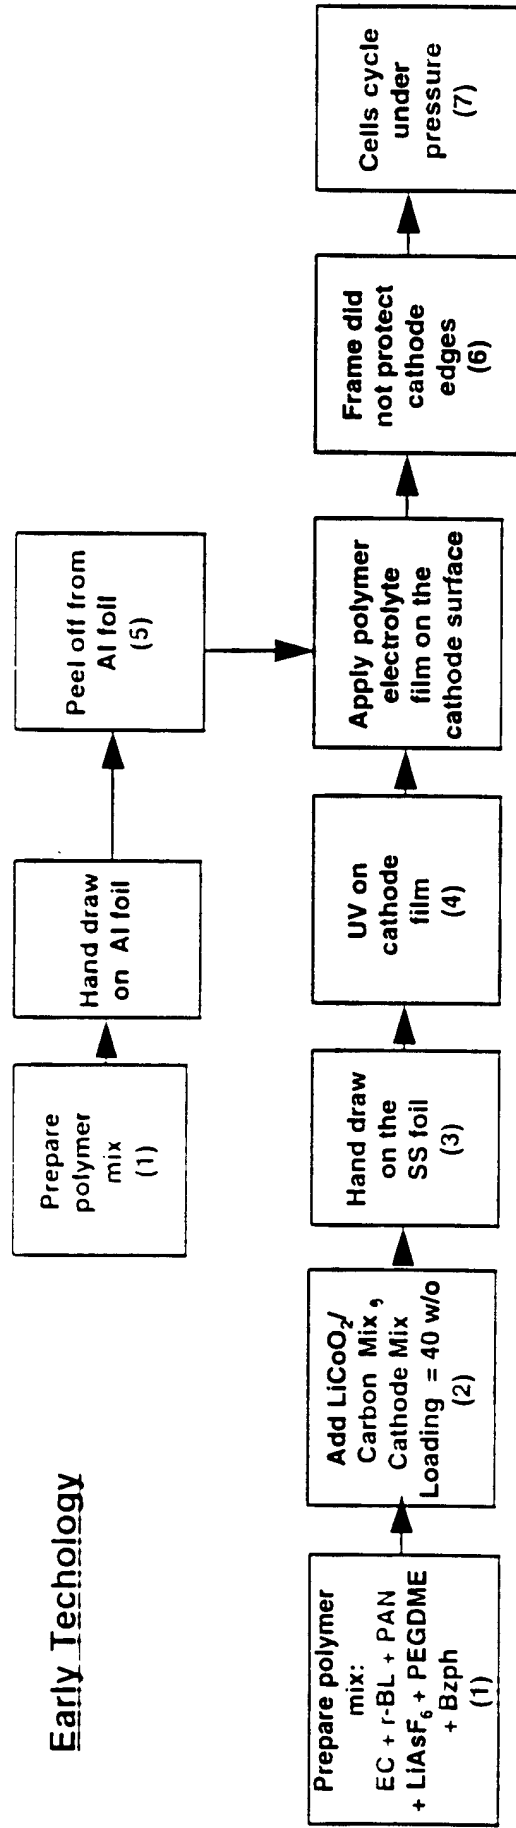 Early Techology
Prepare
polymer
mix
(1)
Hand draw
on Al foil
Peel off from
Al foil
(5)
Prepare polymer
mix:
EC + r-BL + PAN
+ LiAsF₆ + PEGDME
+ Bzph
(1)
Add LiCoO₂/
Carbon Mix,
Cathode Mix
Loading = 40 w/o
(2)
Hand draw
on the
SS foil
(3)
UV on
cathode
film
(4)
Apply polymer
electrolyte
film on the
cathode surface
Frame did
not protect
cathode
edges
(6)
Cells cycle
under
pressure
(7)